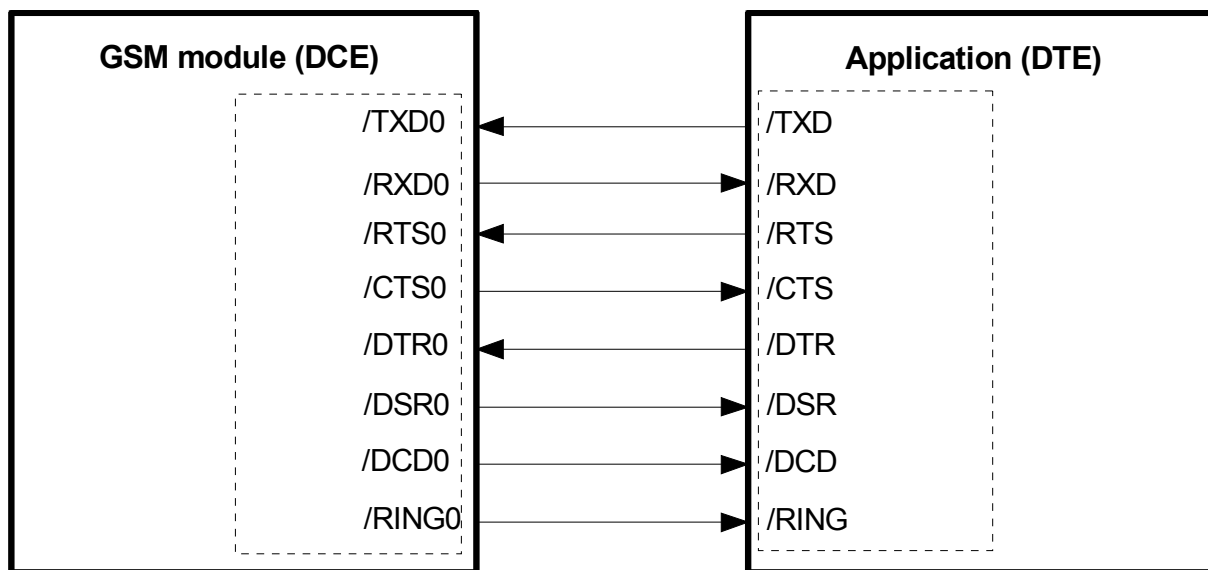 GSM module (DCE)
Application (DTE)
/TXD0
/TXD
/RXD0
/RXD
/RTS0
/RTS
/CTS0
/CTS
/DTR0
/DTR
/DSR0
/DSR
/DCD0
/DCD
/RING0
/RING